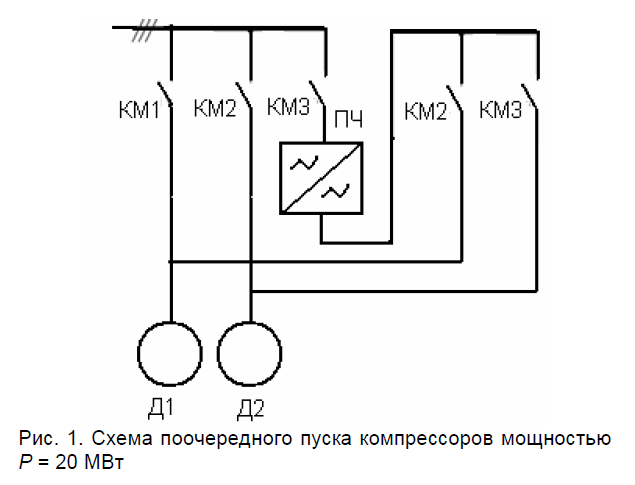 ПЧ
КМ1 КМ2 КМ3 КМ2 КМ3
Д1 Д2
Рис. 1. Схема поочередного пуска компрессоров мощностью
P = 20 МВт